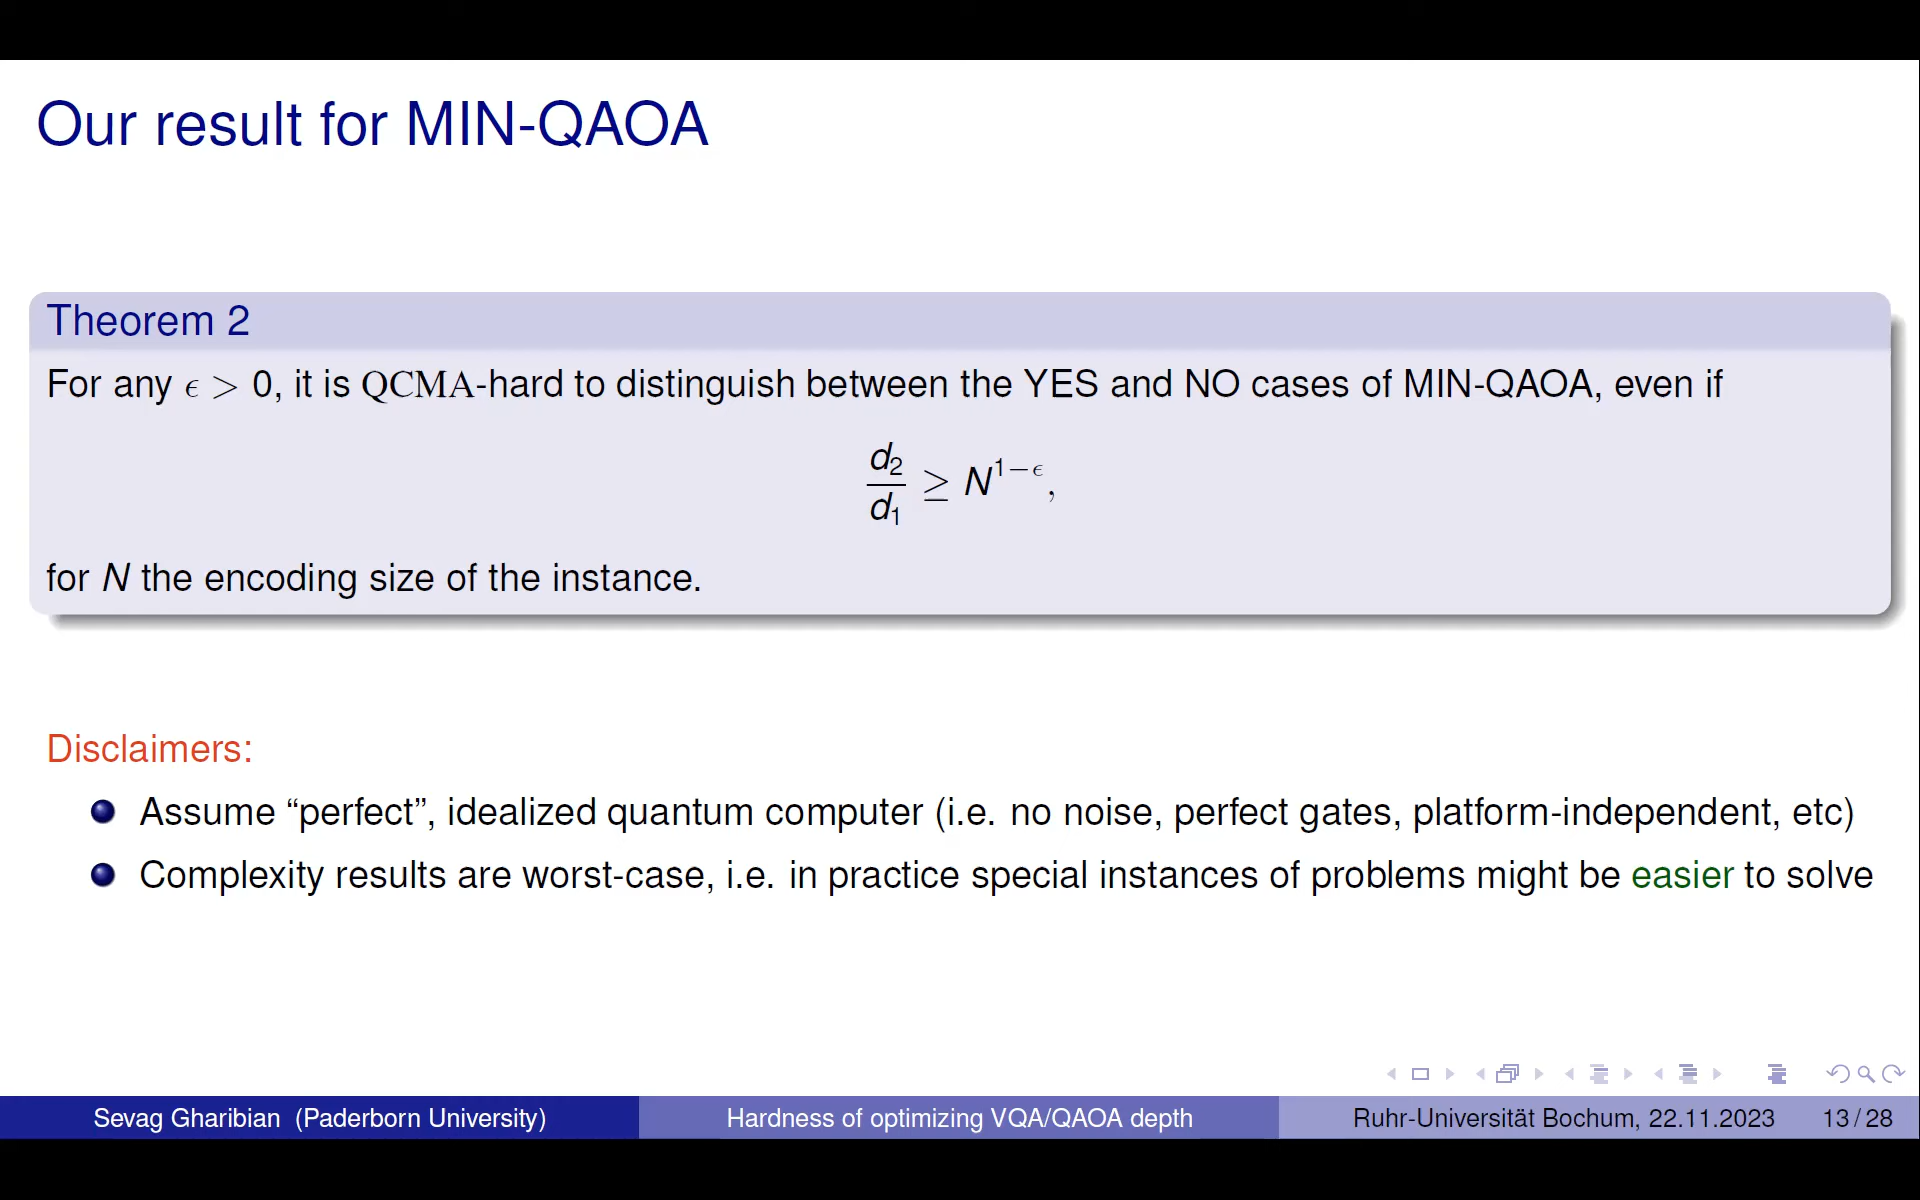 Our result for MIN-QAOA
Theorem 2
For any ϵ > 0, it is QCMA-hard to distinguish between the YES and NO cases of MIN-QAOA, even if
d₂/d₁ ≥ N^{1−ϵ},
for N the encoding size of the instance.
Disclaimers:
Assume “perfect”, idealized quantum computer (i.e. no noise, perfect gates, platform-independent, etc)
Complexity results are worst-case, i.e. in practice special instances of problems might be easier to solve
Sevag Gharibian (Paderborn University) Hardness of optimizing VQA/QAOA depth Ruhr-Universität Bochum, 22.11.2023 13 / 28